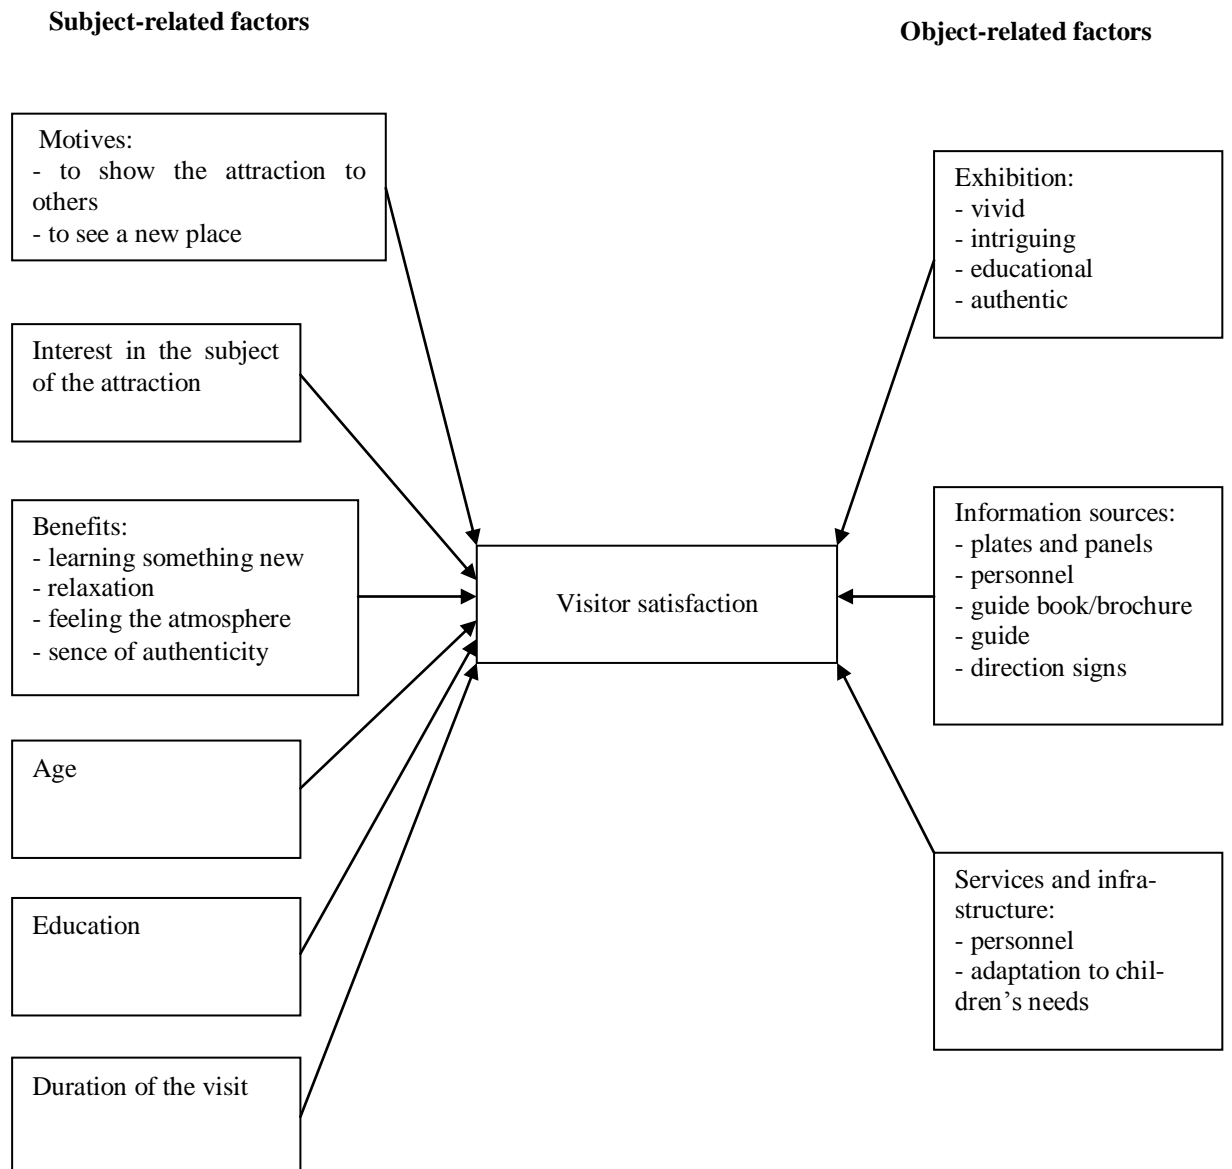 Subject-related factors
Object-related factors
Motives:
- to show the attraction to
others
- to see a new place
Interest in the subject
of the attraction
Benefits:
- learning something new
- relaxation
- feeling the atmosphere
- sence of authenticity
Age
Education
Duration of the visit
Visitor satisfaction
Exhibition:
- vivid
- intriguing
- educational
- authentic
Information sources:
- plates and panels
- personnel
- guide book/brochure
- guide
- direction signs
Services and infra-
structure:
- personnel
- adaptation to chil-
dren’s needs